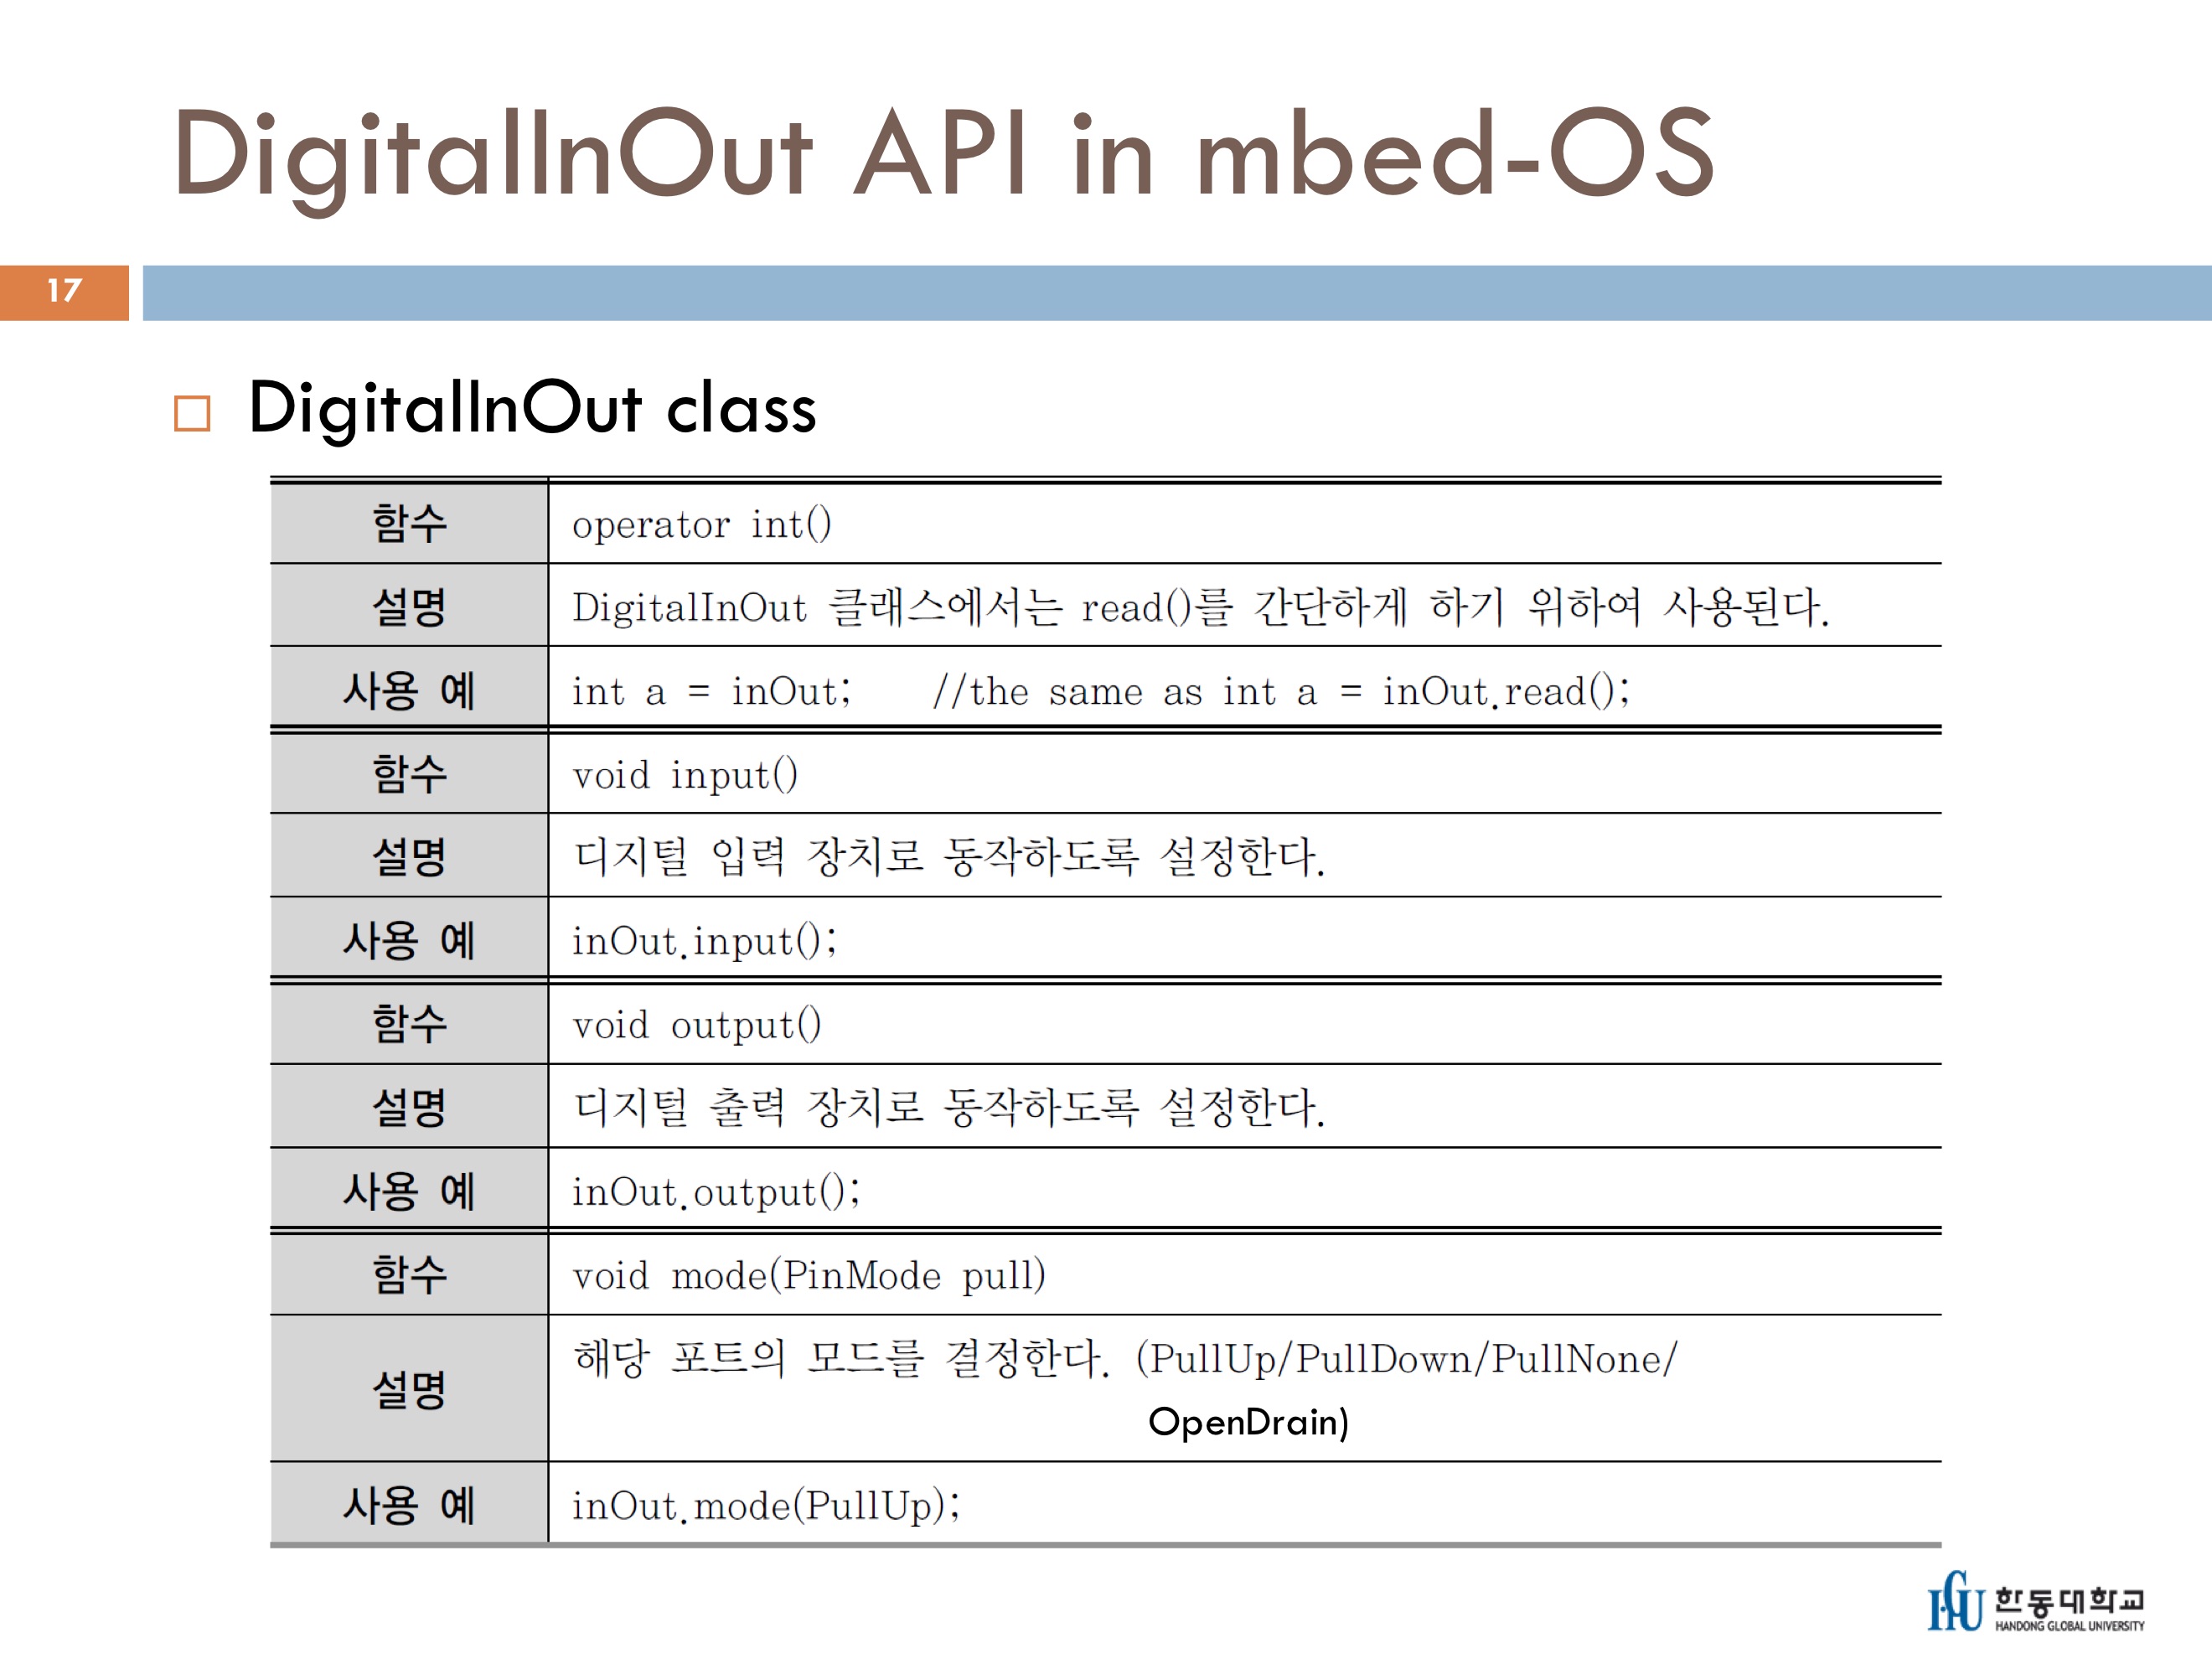 DigitalInOut API in mbed-OS
17
DigitalInOut class
함수 operator int()
설명 DigitalInOut 클래스에서는 read()를 간단하게 하기 위하여 사용된다.
사용 예 int a = inOut; //the same as int a = inOut.read();
함수 void input()
설명 디지털 입력 장치로 동작하도록 설정한다.
사용 예 inOut.input();
함수 void output()
설명 디지털 출력 장치로 동작하도록 설정한다.
사용 예 inOut.output();
함수 void mode(PinMode pull)
설명 해당 포트의 모드를 결정한다. (PullUp/PullDown/PullNone/
OpenDrain)
사용 예 inOut.mode(PullUp);
HGU 한동대학교
HANDONG GLOBAL UNIVERSITY